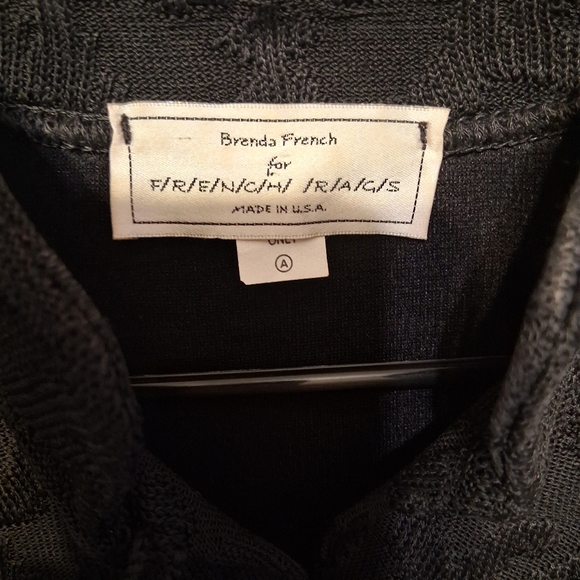 Brenda French
for
F/R/E/N/C/H/ /R/A/G/S
MADE IN U.S.A.
ONLY
A